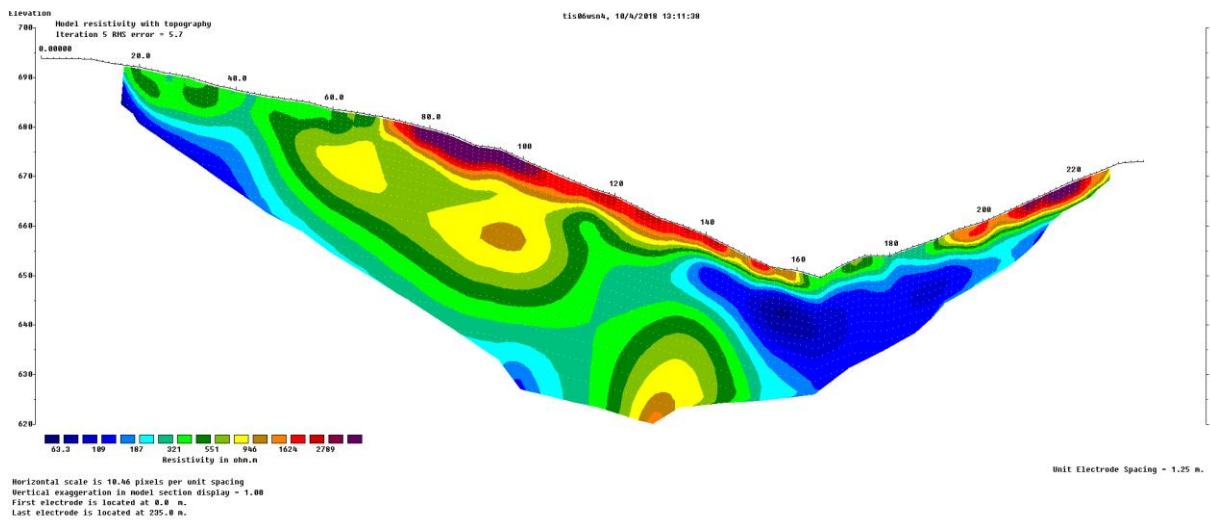 Elevation
tis06wsn4, 10/4/2018 13:11:38
Model resistivity with topography
Iteration 5 RMS error = 5.7
700
0.00000
20.0
690
40.0
60.0
680
80.0
100
670
120
220
660
140
200
180
160
650
640
630
620
63.3 109 187 321 551 946 1624 2789
Resistivity in ohm.m
Unit Electrode Spacing = 1.25 m.
Horizontal scale is 10.46 pixels per unit spacing
Vertical exaggeration in model section display = 1.00
First electrode is located at 0.0 m.
Last electrode is located at 235.0 m.